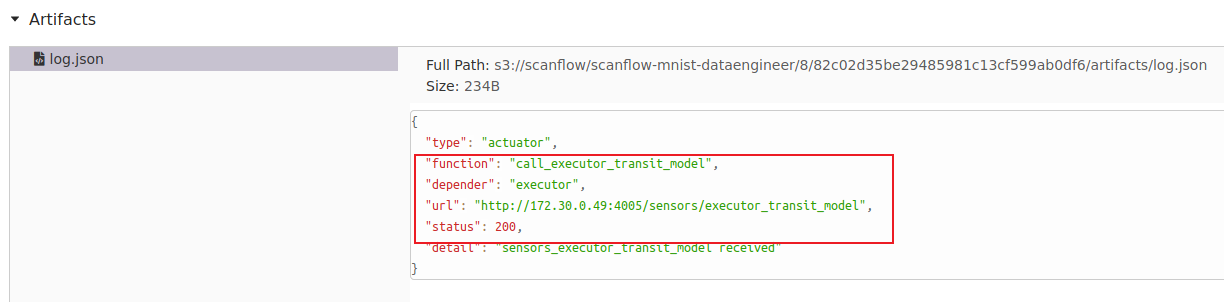 Artifacts
log.json
Full Path: s3://scanflow/scanflow-mnist-dataengineer/8/82c02d35be29485981c13cf599ab0df6/artifacts/log.json
Size: 234B
{
"type": "actuator",
"function": "call_executor_transit_model",
"depender": "executor",
"url": "http://172.30.0.49:4005/sensors/executor_transit_model",
"status": 200,
"detail": "sensors_executor_transit_model received"
}